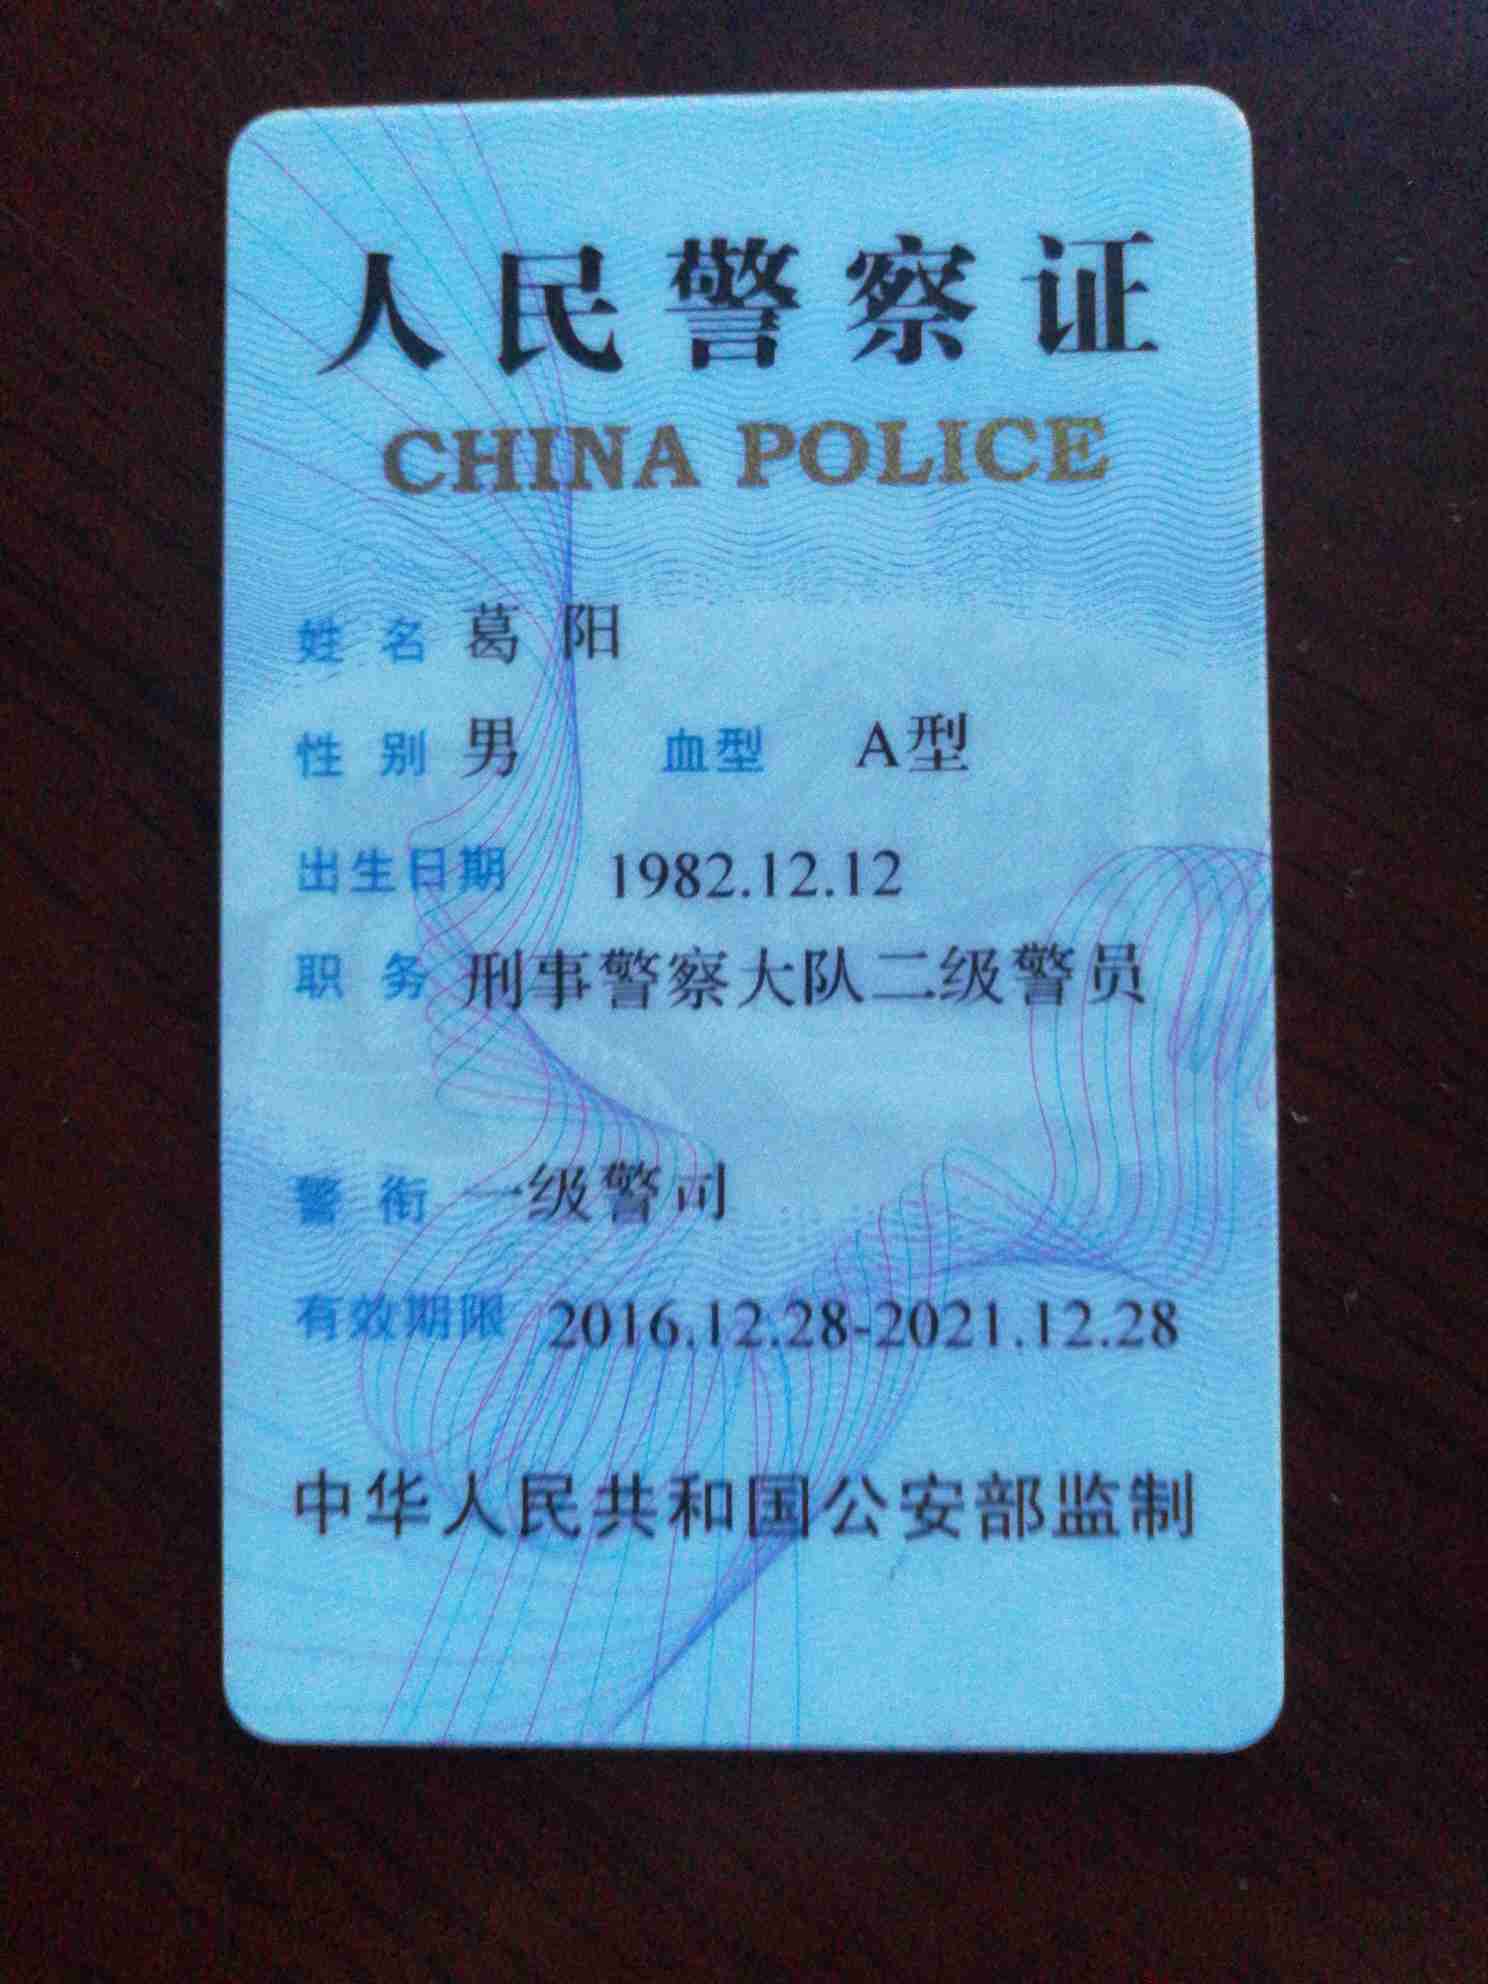 人民警察证
CHINA POLICE
姓名 葛阳
性别 男 血型 A型
出生日期 1982.12.12
职务 刑事警察大队二级警员
警衔 一级警司
有效期限 2016.12.28-2021.12.28
中华人民共和国公安部监制